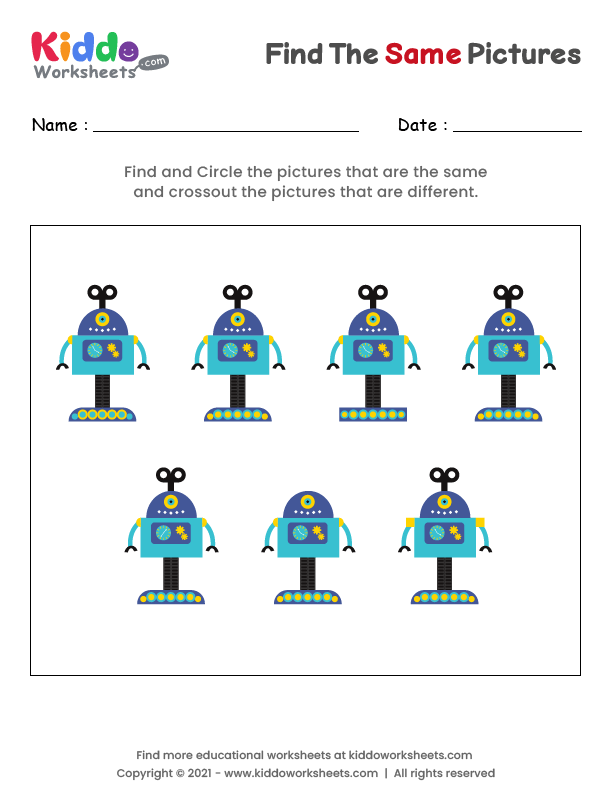 Kiddo
Worksheets
.com
Find The Same Pictures
Name :
Date :
Find and Circle the pictures that are the same
and crossout the pictures that are different.
Find more educational worksheets at kiddoworksheets.com
Copyright © 2021 - www.kiddoworksheets.com | All rights reserved